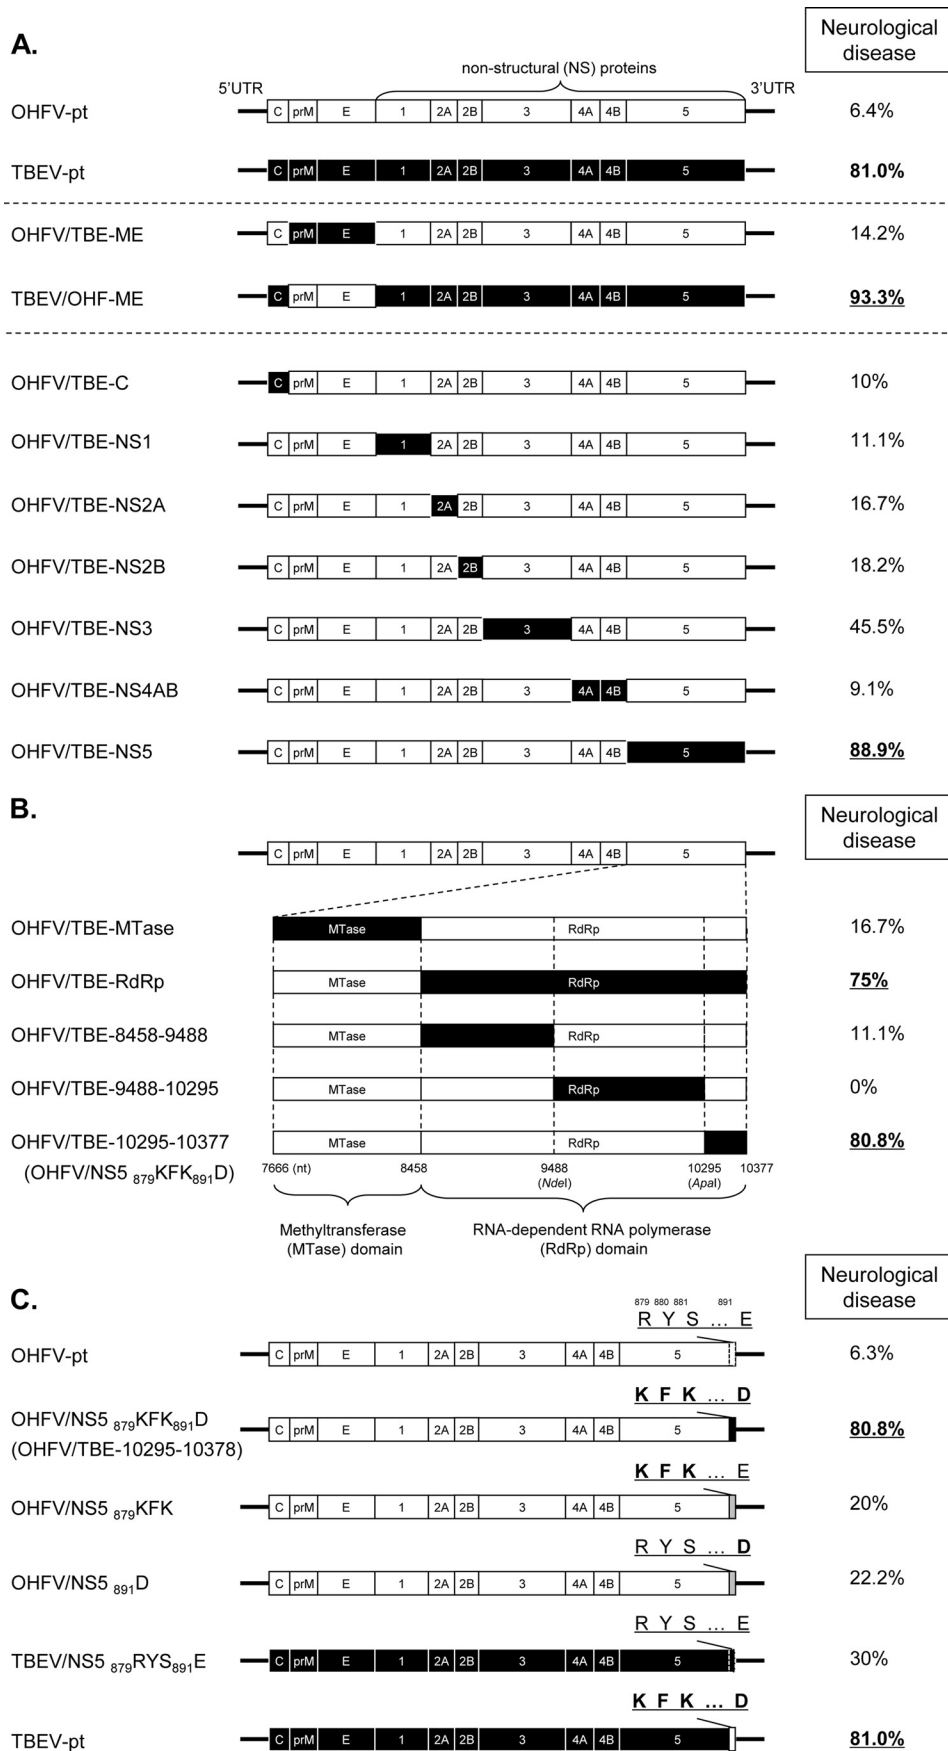 A.
Neurological
disease
non-structural (NS) proteins
5'UTR 3'UTR
OHFV-pt C prM E 1 2A 2B 3 4A 4B 5 6.4%
TBEV-pt C prM E 1 2A 2B 3 4A 4B 5 81.0%
OHFV/TBE-ME C prM E 1 2A 2B 3 4A 4B 5 14.2%
TBEV/OHF-ME C prM E 1 2A 2B 3 4A 4B 5 93.3%
OHFV/TBE-C C prM E 1 2A 2B 3 4A 4B 5 10%
OHFV/TBE-NS1 C prM E 1 2A 2B 3 4A 4B 5 11.1%
OHFV/TBE-NS2A C prM E 1 2A 2B 3 4A 4B 5 16.7%
OHFV/TBE-NS2B C prM E 1 2A 2B 3 4A 4B 5 18.2%
OHFV/TBE-NS3 C prM E 1 2A 2B 3 4A 4B 5 45.5%
OHFV/TBE-NS4AB C prM E 1 2A 2B 3 4A 4B 5 9.1%
OHFV/TBE-NS5 C prM E 1 2A 2B 3 4A 4B 5 88.9%
B.
Neurological
disease
C prM E 1 2A 2B 3 4A 4B 5
OHFV/TBE-MTase MTase RdRp 16.7%
OHFV/TBE-RdRp MTase RdRp 75%
OHFV/TBE-8458-9488 MTase RdRp 11.1%
OHFV/TBE-9488-10295 MTase RdRp 0%
OHFV/TBE-10295-10377 MTase RdRp 80.8%
(OHFV/NS5 879KFK891D)
7666 (nt) 8458 9488 10295 10377
(NdeI) (ApaI)
Methyltransferase
(MTase) domain
RNA-dependent RNA polymerase
(RdRp) domain
C.
Neurological
disease
879 880 881 891
R Y S ... E
OHFV-pt C prM E 1 2A 2B 3 4A 4B 5 6.3%
K F K ... D
OHFV/NS5 879KFK891D C prM E 1 2A 2B 3 4A 4B 5 80.8%
(OHFV/TBE-10295-10378)
K F K ... E
OHFV/NS5 879KFK C prM E 1 2A 2B 3 4A 4B 5 20%
R Y S ... D
OHFV/NS5 891D C prM E 1 2A 2B 3 4A 4B 5 22.2%
R Y S ... E
TBEV/NS5 879RYS891E C prM E 1 2A 2B 3 4A 4B 5 30%
K F K ... D
TBEV-pt C prM E 1 2A 2B 3 4A 4B 5 81.0%